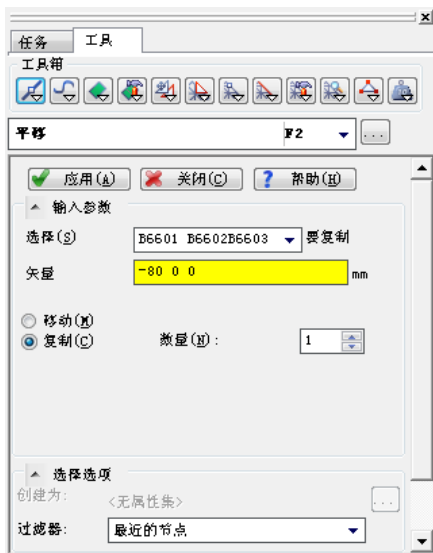 任务 工具
工具箱
平移 F2 ...
应用(A) 关闭(C) 帮助(H)
输入参数
选择(S) B6601 B6602B6603 要复制
矢量 -80 0 0 mm
移动(M)
复制(C) 数量(N): 1
选择选项
创建为: <无属性集> ...
过滤器: 最近的节点